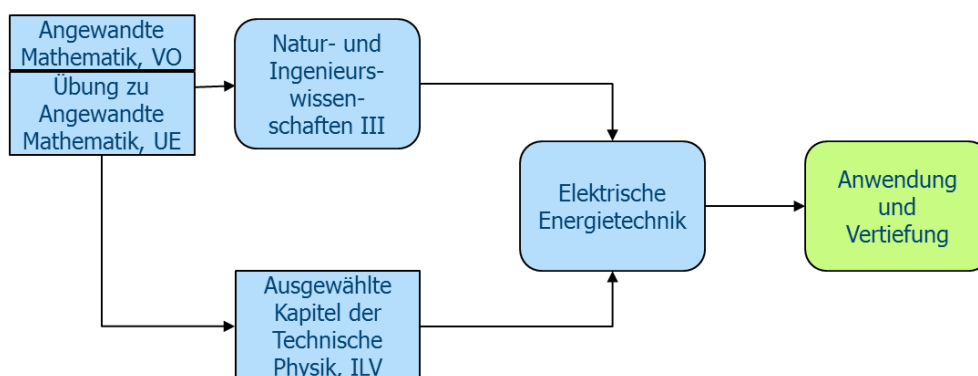 Angewandte
Mathematik, VO
Übung zu
Angewandte
Mathematik, UE
Natur- und
Ingenieurs-
wissen-
schaften III
Ausgewählte
Kapitel der
Technische
Physik, ILV
Elektrische
Energietechnik
Anwendung
und
Vertiefung